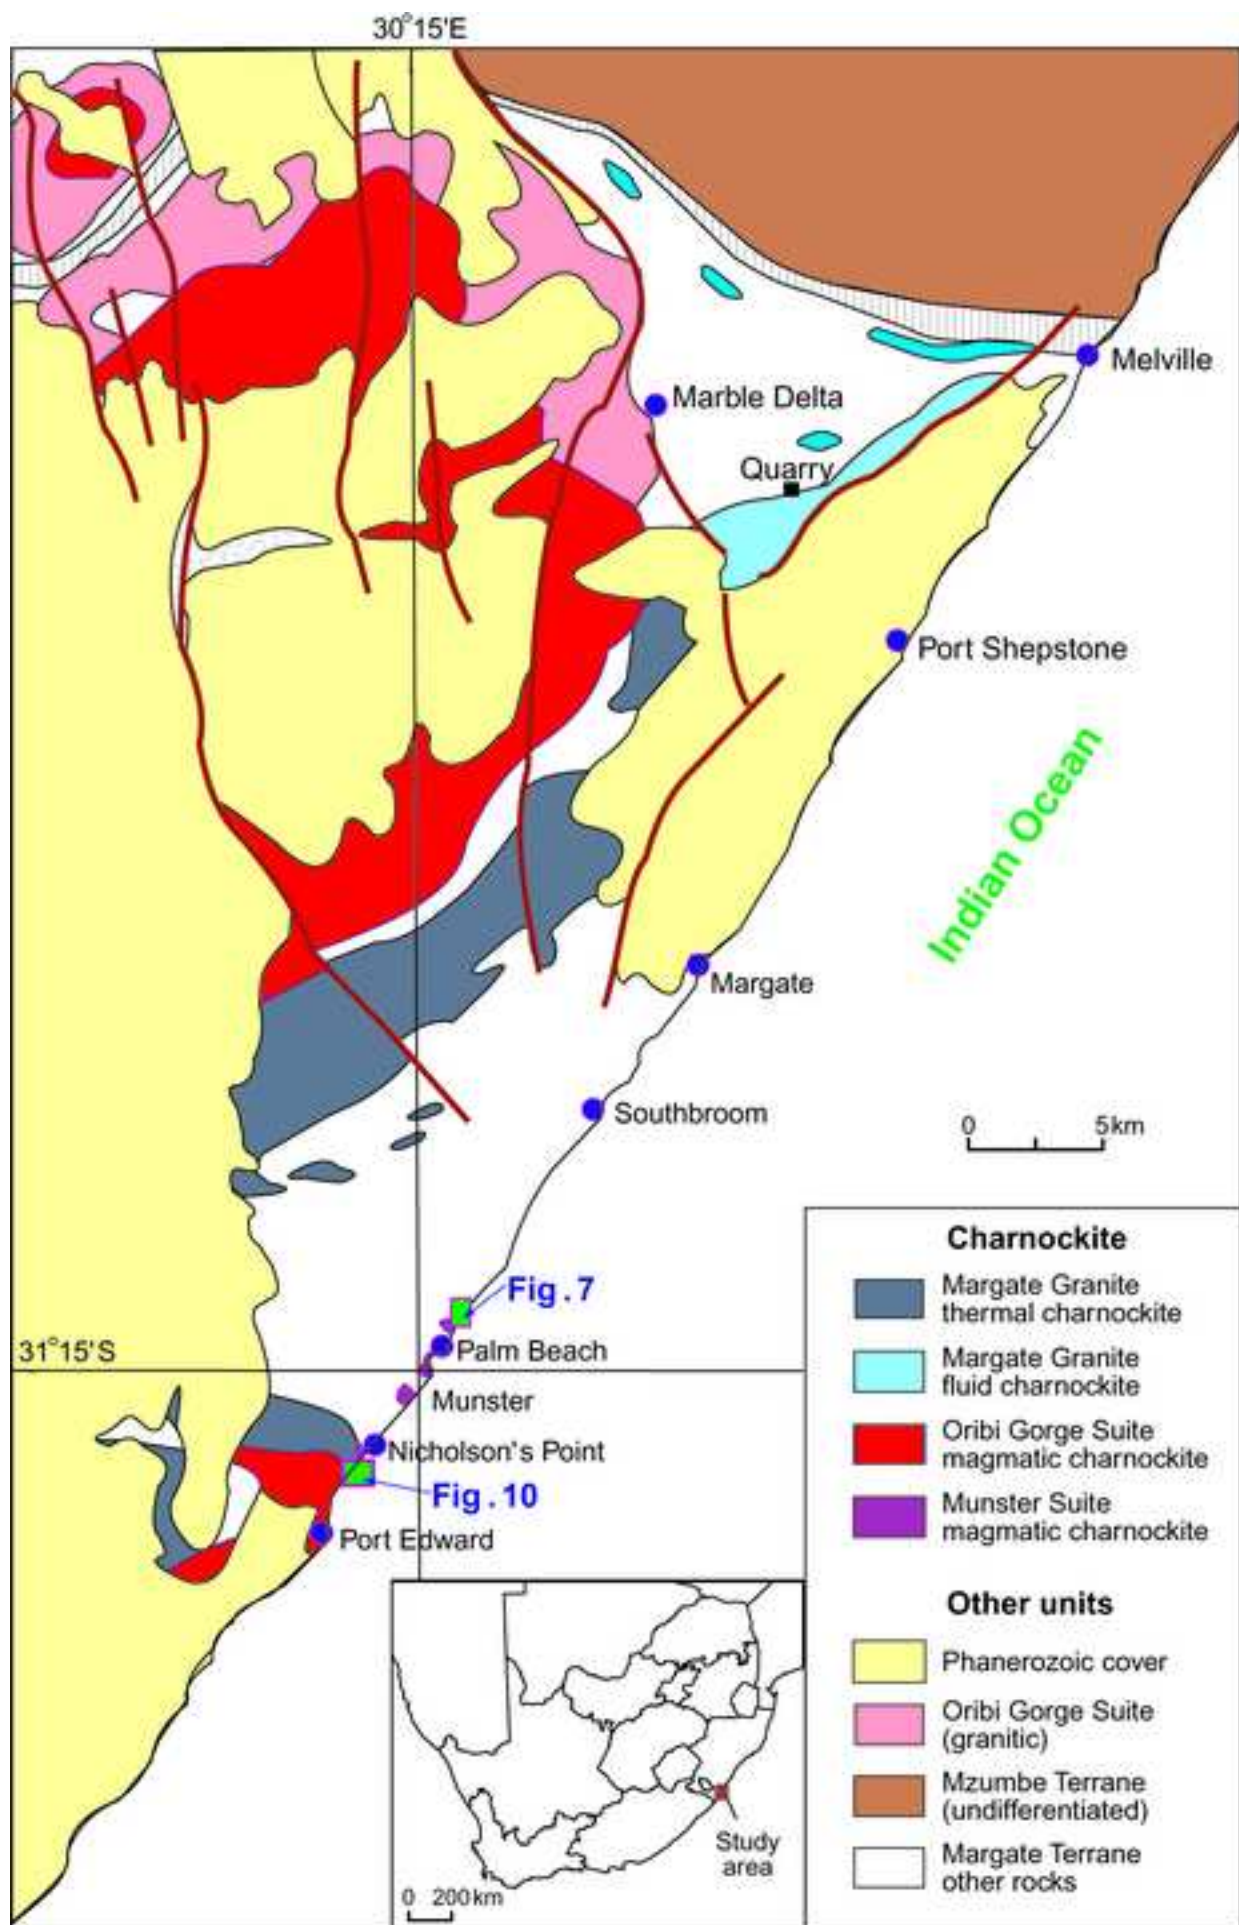 30°15'E
Melville
Marble Delta
Quarry
Port Shepstone
Indian Ocean
Margate
Southbroom
0 5km
Fig. 7
Palm Beach
31°15'S
Munster
Nicholson's Point
Fig. 10
Port Edward
Charnockite
Margate Granite
thermal charnockite
Margate Granite
fluid charnockite
Oribi Gorge Suite
magmatic charnockite
Munster Suite
magmatic charnockite
Other units
Phanerozoic cover
Oribi Gorge Suite
(granitic)
Mzumbe Terrane
(undifferentiated)
Margate Terrane
other rocks
Study
area
0 200km